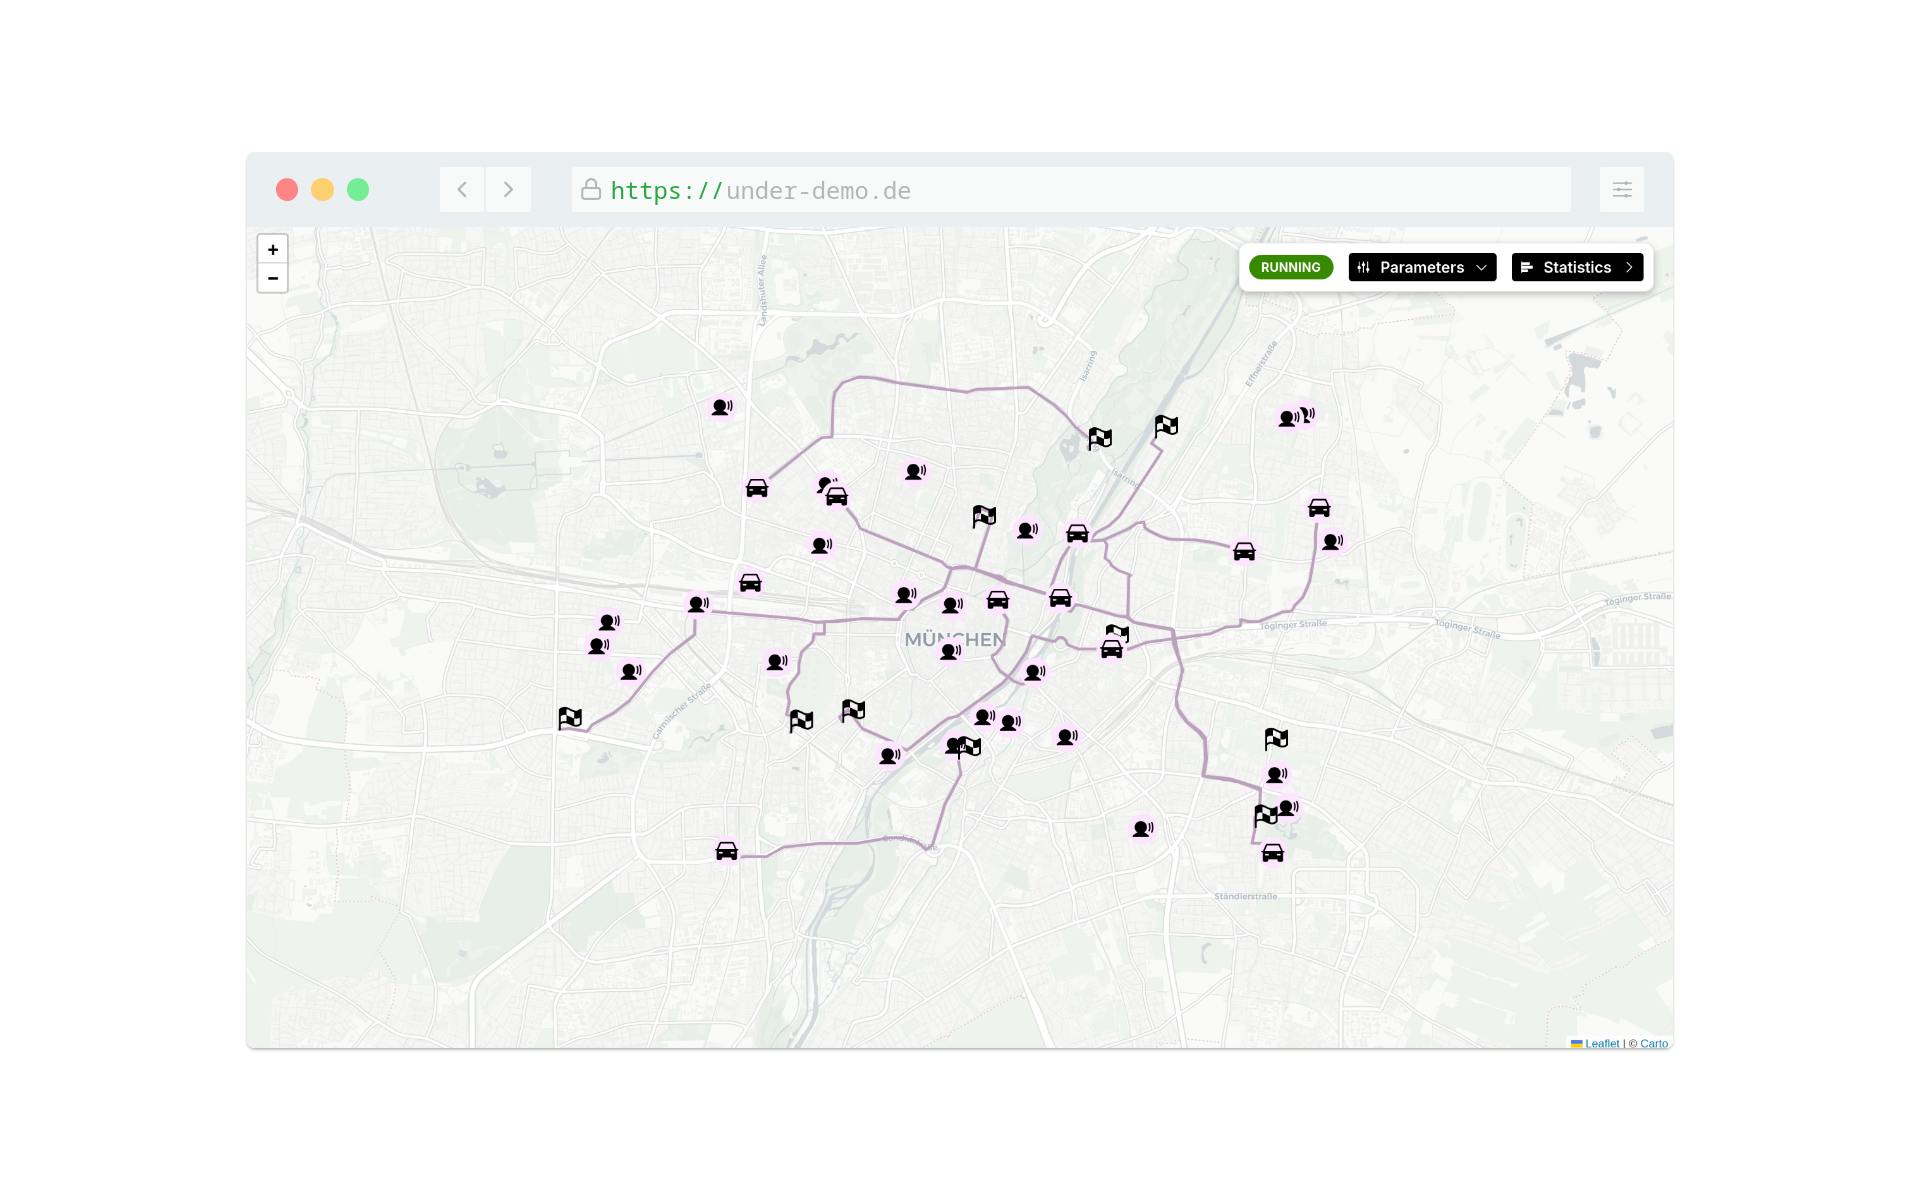 https://under-demo.de
+
−
RUNNING
Parameters
Statistics
Landshuter Allee
Isarring
Effnerstraße
Isarring
Töginger Straße
Töginger Straße
Töginger Straße
MÜNCHEN
Garmischer Straße
Candidstraße
Ständlerstraße
Leaflet | © Carto